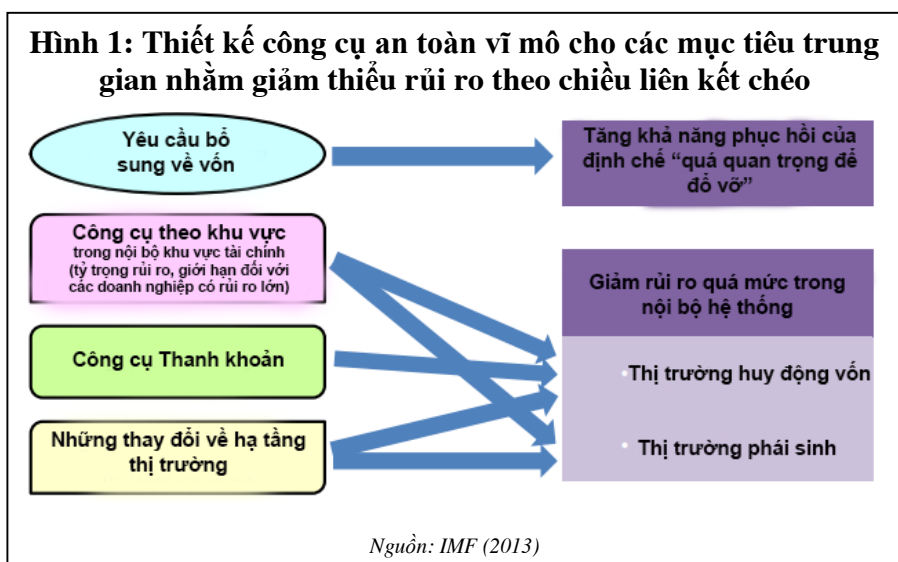 Hình 1: Thiết kế công cụ an toàn vĩ mô cho các mục tiêu trung
gian nhằm giảm thiểu rủi ro theo chiều liên kết chéo
Yêu cầu bổ
sung về vốn
Tăng khả năng phục hồi của
định chế “quá quan trọng để
đổ vỡ”
Công cụ theo khu vực
trong nội bộ khu vực tài chính
(tỷ trọng rủi ro, giới hạn đối với
các doanh nghiệp có rủi ro lớn)
Giảm rủi ro quá mức trong
nội bộ hệ thống
Công cụ Thanh khoản
•Thị trường huy động vốn
Những thay đổi về hạ tầng
thị trường
• Thị trường phái sinh
Nguồn: IMF (2013)